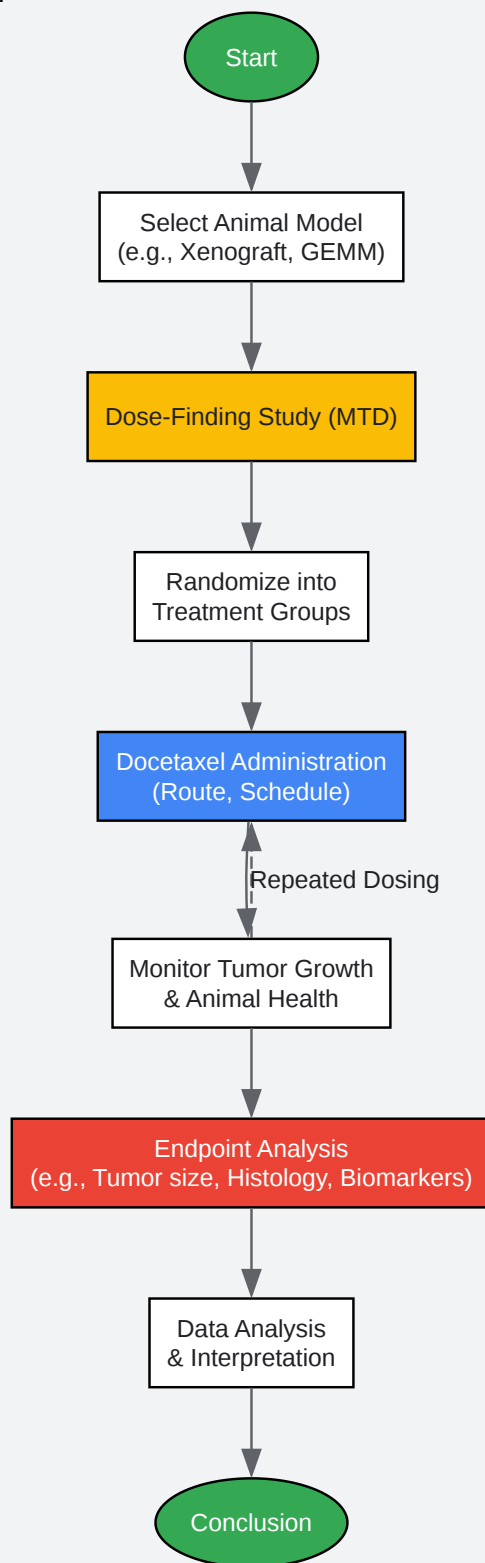 Start
Select Animal Model
(e.g., Xenograft, GEMM)
Dose-Finding Study (MTD)
Randomize into
Treatment Groups
Docetaxel Administration
(Route, Schedule)
Repeated Dosing
Monitor Tumor Growth
& Animal Health
Endpoint Analysis
(e.g., Tumor size, Histology, Biomarkers)
Data Analysis
& Interpretation
Conclusion